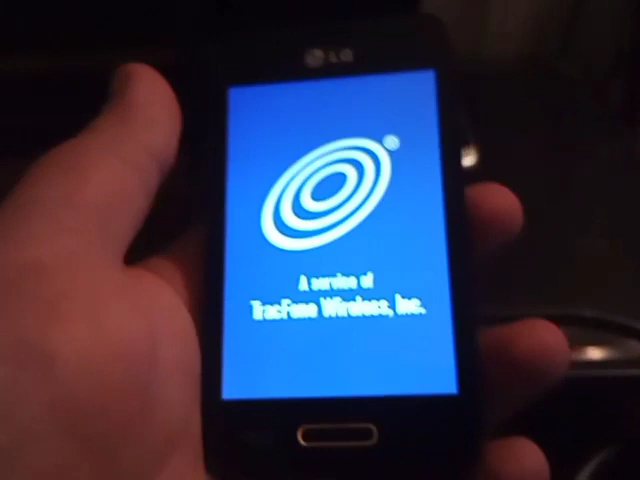 LG
A service of
TracFone Wireless, Inc.